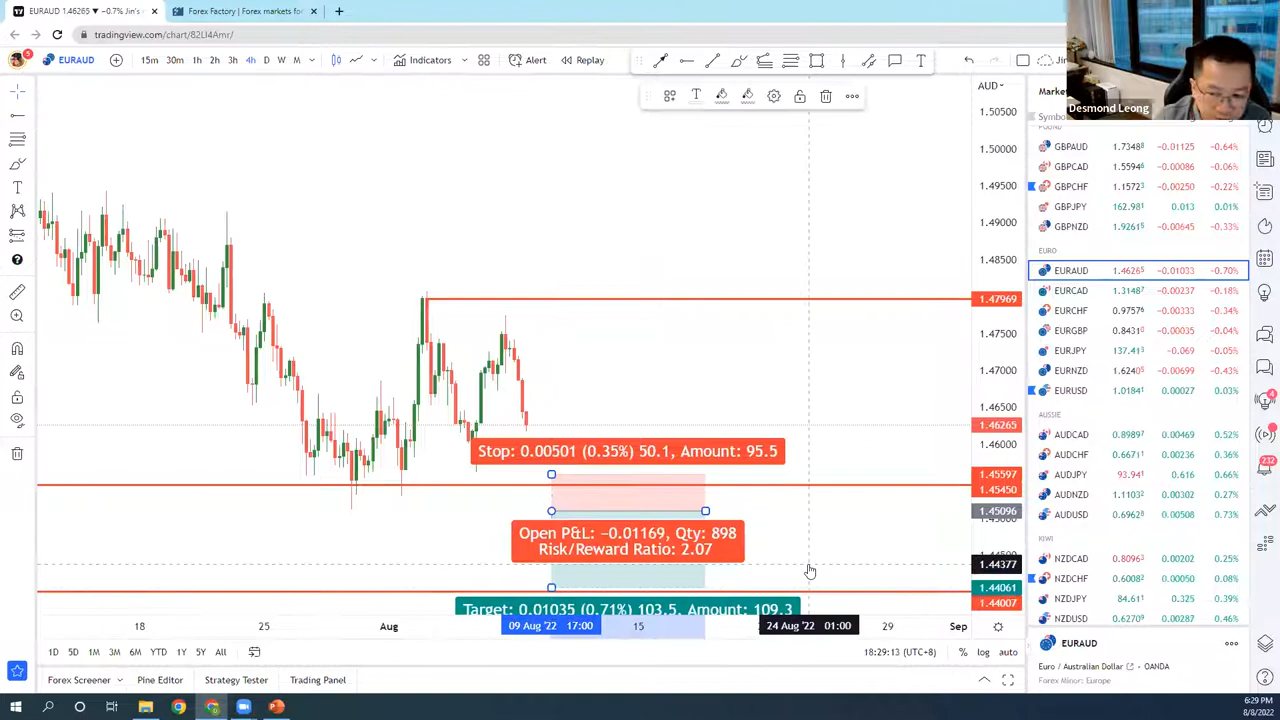 EURAUD 1.46265 ▼ −0.7% Jin's
Forex Factory | Forex markets fo
tradingview.com/chart/82LI4Amr/
5
EURAUD
15m 30m 1h 2h 3h 4h D W M
Indicators
Alert
Replay
Desmond Leong
Market
Symbol
AUD
1.50500
1.50000
1.49500
1.49000
1.48500
1.47969
1.47500
1.47000
1.46500
1.46265
1.46000
1.45597
1.45450
1.45096
1.44377
1.44061
1.44007
Stop: 0.00501 (0.35%) 50.1, Amount: 95.5
Open P&L: −0.01169, Qty: 898
Risk/Reward Ratio: 2.07
Target: 0.01035 (0.71%) 103.5, Amount: 109.3
18 25 Aug 09 Aug '22 17:00 15 24 Aug '22 01:00 29 Sep
POUND
GBPAUD 1.7348⁸ −0.01125 −0.64%
GBPCAD 1.5594⁶ −0.00086 −0.06%
GBPCHF 1.1572³ −0.00250 −0.22%
GBPJPY 162.98¹ 0.013 0.01%
GBPNZD 1.9261⁵ −0.00645 −0.33%
EURO
EURAUD 1.4626⁵ −0.01033 −0.70%
EURCAD 1.3148⁷ −0.00237 −0.18%
EURCHF 0.9757⁶ −0.00334 −0.34%
EURGBP 0.8431⁰ −0.00035 −0.04%
EURJPY 137.41³ −0.069 −0.05%
EURNZD 1.6240⁵ −0.00699 −0.43%
EURUSD 1.0184¹ 0.00027 0.03%
AUSSIE
AUDCAD 0.8989⁷ 0.00469 0.52%
AUDCHF 0.6671² 0.00236 0.36%
AUDJPY 93.94¹ 0.616 0.66%
AUDNZD 1.1103² 0.00302 0.27%
AUDUSD 0.6962⁸ 0.00508 0.73%
KIWI
NZDCAD 0.8096³ 0.00202 0.25%
NZDCHF 0.6008² 0.00050 0.08%
NZDJPY 84.61¹ 0.325 0.39%
NZDUSD 0.6270⁹ 0.00287 0.46%
4
232
EURAUD
Euro / Australian Dollar OANDA
Forex Minor: Europe
1D 5D 1M 3M 6M YTD 1Y 5Y All
18:29:13 (UTC+8) % log auto
Forex Screener Pine Editor Strategy Tester Trading Panel
6:29 PM
8/8/2022